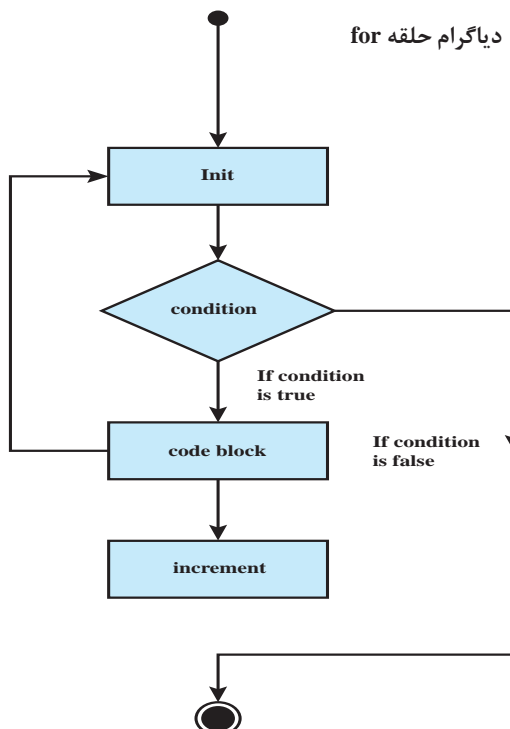 دیاگرام حلقه for
Init
condition
If condition
is true
code block
If condition
is false
increment